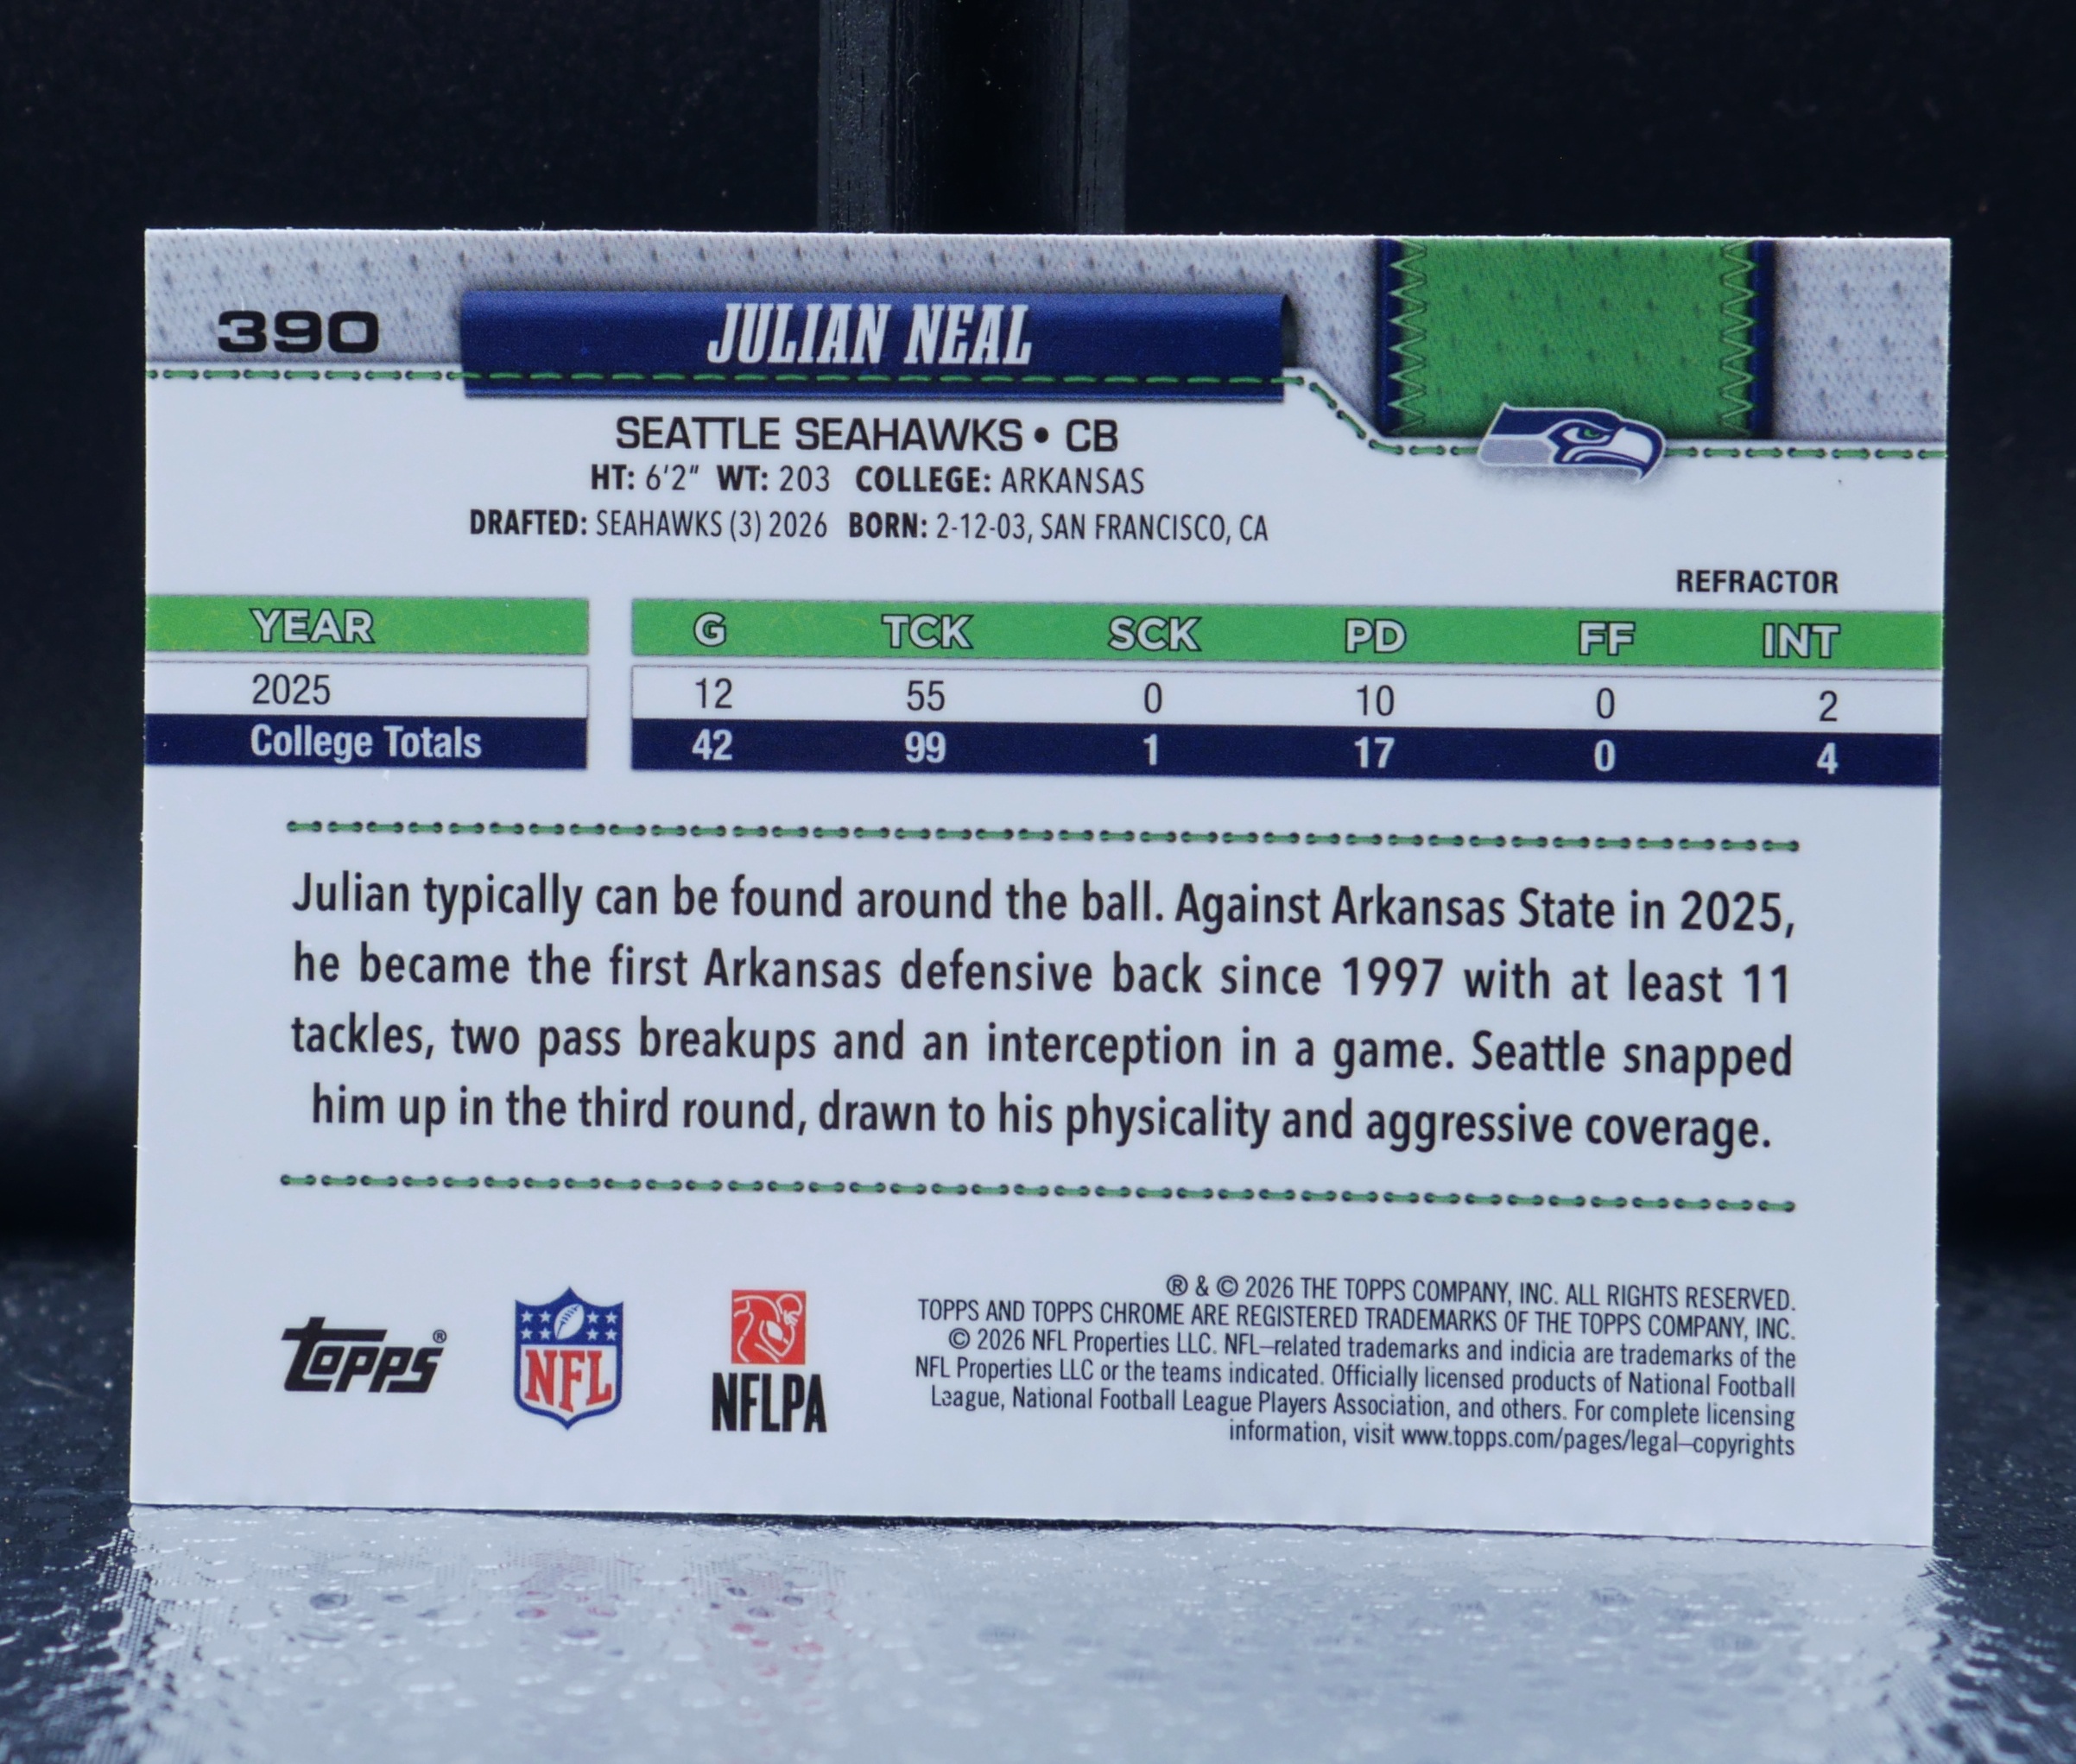 390
JULIAN NEAL
SEATTLE SEAHAWKS • CB
HT: 6'2" WT: 203 COLLEGE: ARKANSAS
DRAFTED: SEAHAWKS (3) 2026 BORN: 2-12-03, SAN FRANCISCO, CA
REFRACTOR
YEAR G TCK SCK PD FF INT
2025 12 55 0 10 0 2
College Totals 42 99 1 17 0 4
Julian typically can be found around the ball. Against Arkansas State in 2025,
he became the first Arkansas defensive back since 1997 with at least 11
tackles, two pass breakups and an interception in a game. Seattle snapped
him up in the third round, drawn to his physicality and aggressive coverage.
TOPPS®
NFL
NFLPA
® & © 2026 THE TOPPS COMPANY, INC. ALL RIGHTS RESERVED.
TOPPS AND TOPPS CHROME ARE REGISTERED TRADEMARKS OF THE TOPPS COMPANY, INC.
© 2026 NFL Properties LLC. NFL–related trademarks and indicia are trademarks of the
NFL Properties LLC or the teams indicated. Officially licensed products of National Football
League, National Football League Players Association, and others. For complete licensing
information, visit www.topps.com/pages/legal–copyrights